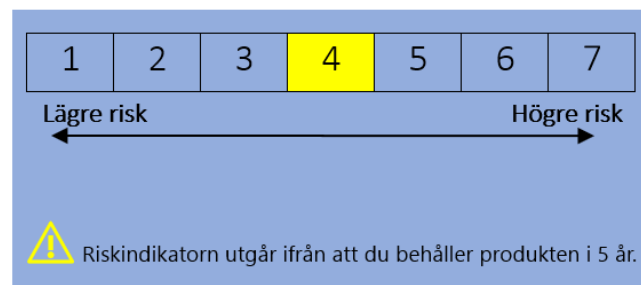 1 2 3 4 5 6 7
Lägre risk Högre risk
Riskindikatorn utgår ifrån att du behåller produkten i 5 år.